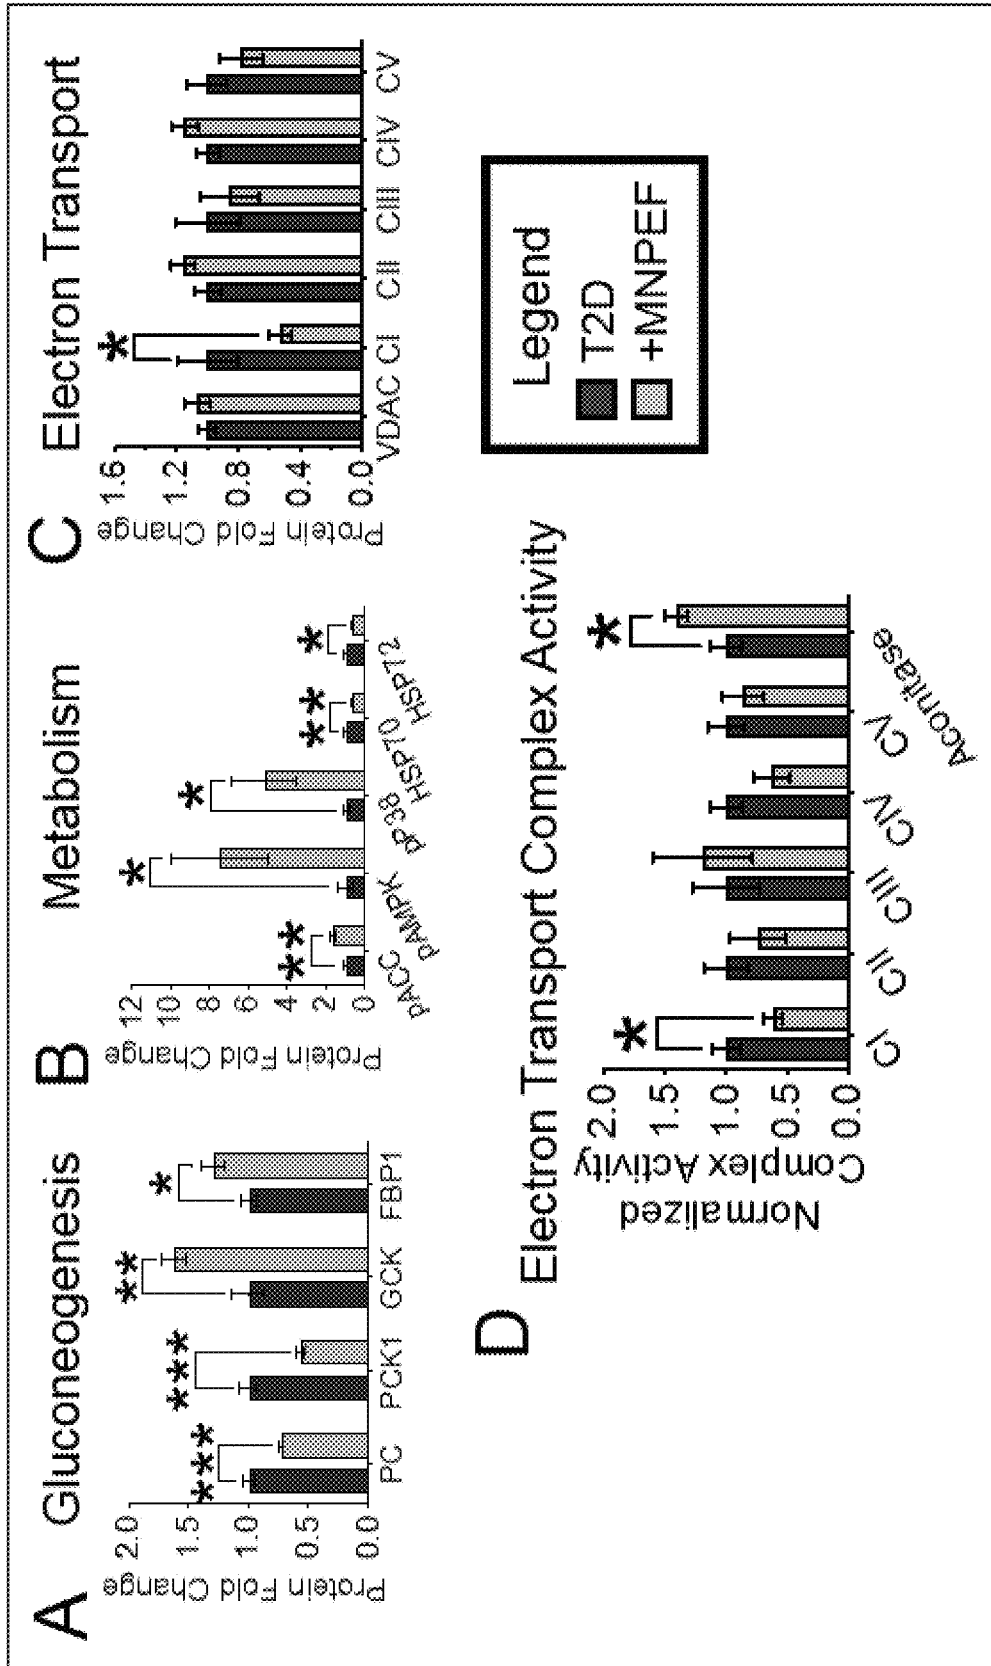 A
Gluconeogenesis
Protein Fold Change
2.0
1.5
1.0
0.5
0.0
***
***
**
*
PC
PCK1
GCK
FBP1
B
Metabolism
Protein Fold Change
12
10
8
6
4
2
0
**
*
*
**
*
pACC
pAMPK
pP38
HSP70
HSP72
C
Electron Transport
Protein Fold Change
1.6
1.2
0.8
0.4
0.0
*
VDAC
CI
CII
CIII
CIV
CV
D
Electron Transport Complex Activity
Normalized
Complex Activity
2.0
1.5
1.0
0.5
0.0
*
*
CI
CII
CIII
CIV
CV
Aconitase
Legend
T2D
+MNPEF